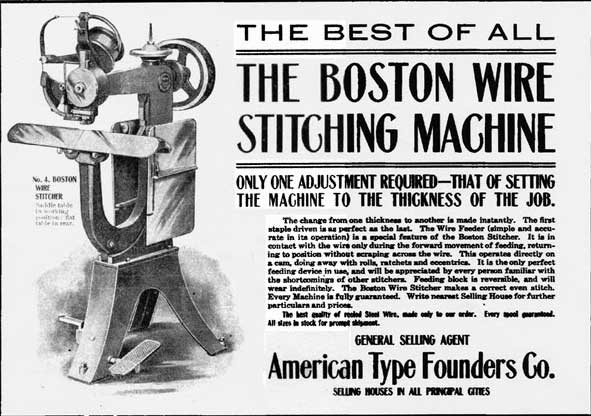 THE BEST OF ALL
THE BOSTON WIRE
STITCHING MACHINE
ONLY ONE ADJUSTMENT REQUIRED—THAT OF SETTING
THE MACHINE TO THE THICKNESS OF THE JOB.
The change from one thickness to another is made instantly. The first
staple driven is as perfect as the last. The Wire Feeder (simple and accu-
rate in its operation) is a special feature of the Boston Stitcher. It is in
contact with the wire only during the forward movement of feeding, return-
ing to position without scraping across the wire. This operates directly on
a cam, doing away with rolls, ratchets and eccentrics. It is the only perfect
feeding device in use, and will be appreciated by every person familiar with
the shortcomings of other stitchers. Feeding block is reversible, and will
wear indefinitely. The Boston Wire Stitcher makes a correct even stitch.
Every Machine is fully guaranteed. Write nearest Selling House for further
particulars and prices.
The best quality of reeled Steel Wire, made only to our order. Every spool guaranteed.
All sizes in stock for prompt shipment.
GENERAL SELLING AGENT
American Type Founders Co.
SELLING HOUSES IN ALL PRINCIPAL CITIES
No. 4. BOSTON
WIRE
STITCHER
Saddle table
in working
position; flat
table in rear.